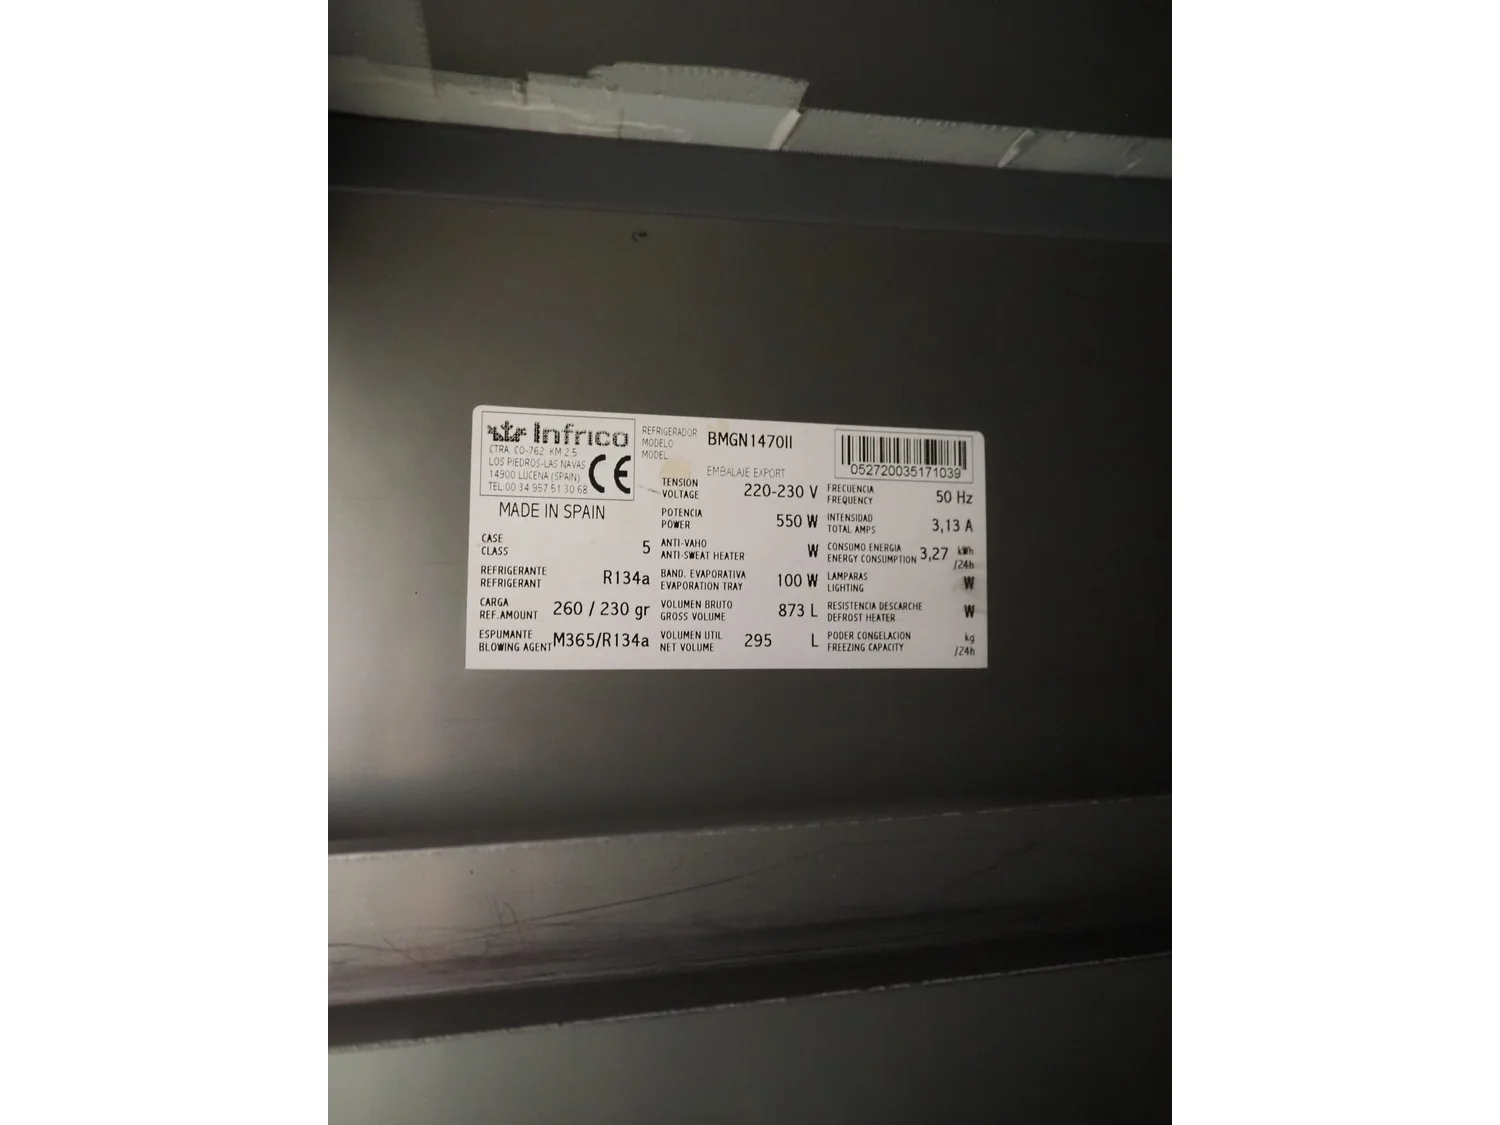 Infrico
CTRA. CO-762 KM 2.5
LOS PIEDROS-LAS NAVAS
14900 LUCENA (SPAIN)
TEL:00 34 957 51 30 68
CE
MADE IN SPAIN
REFRIGERADOR
MODELO
MODEL
BMGN1470II
EMBALAJE EXPORT
052720035171039
CASE
CLASS
5
REFRIGERANTE
REFRIGERANT
R134a
CARGA
REF.AMOUNT
260 / 230 gr
ESPUMANTE
BLOWING AGENT
M365/R134a
TENSION
VOLTAGE
220-230 V
POTENCIA
POWER
550 W
ANTI-VAHO
ANTI-SWEAT HEATER
W
BAND. EVAPORATIVA
EVAPORATION TRAY
100 W
VOLUMEN BRUTO
GROSS VOLUME
873 L
VOLUMEN UTIL
NET VOLUME
295 L
FRECUENCIA
FREQUENCY
50 Hz
INTENSIDAD
TOTAL AMPS
3,13 A
CONSUMO ENERGIA
ENERGY CONSUMPTION
3,27 kWh
/24h
LAMPARAS
LIGHTING
W
RESISTENCIA DESCARCHE
DEFROST HEATER
W
PODER CONGELACION
FREEZING CAPACITY
kg
/24h